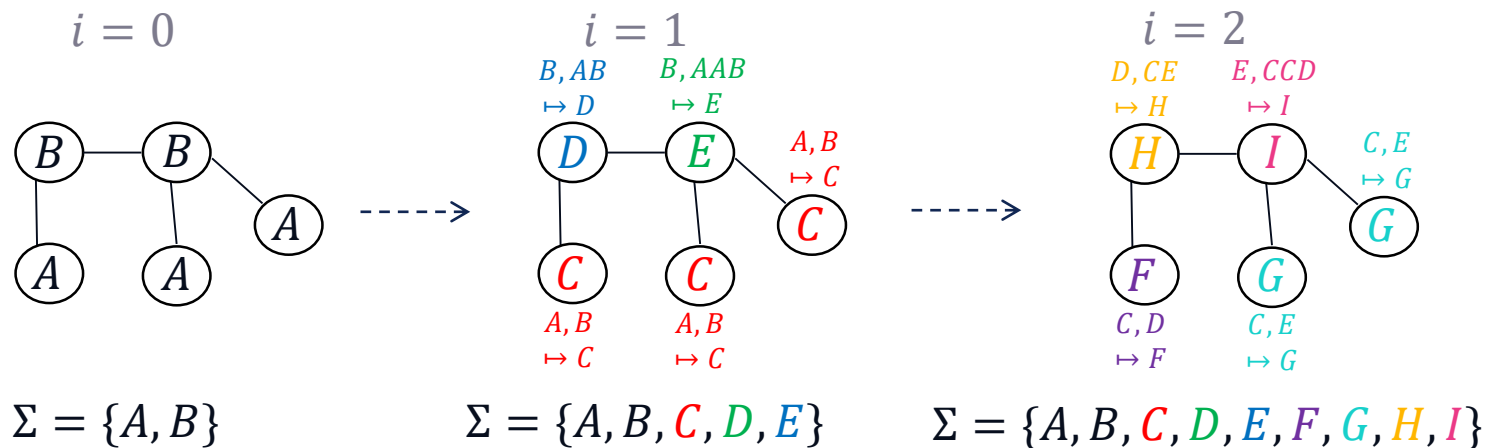 i = 0
B
B
A
A
A
Σ = {A, B}
i = 1
B, AB
↦ D
B, AAB
↦ E
D
E
A, B
↦ C
C
C
C
A, B
↦ C
A, B
↦ C
Σ = {A, B, C, D, E}
i = 2
D, CE
↦ H
E, CCD
↦ I
H
I
C, E
↦ G
G
F
G
C, D
↦ F
C, E
↦ G
Σ = {A, B, C, D, E, F, G, H, I}